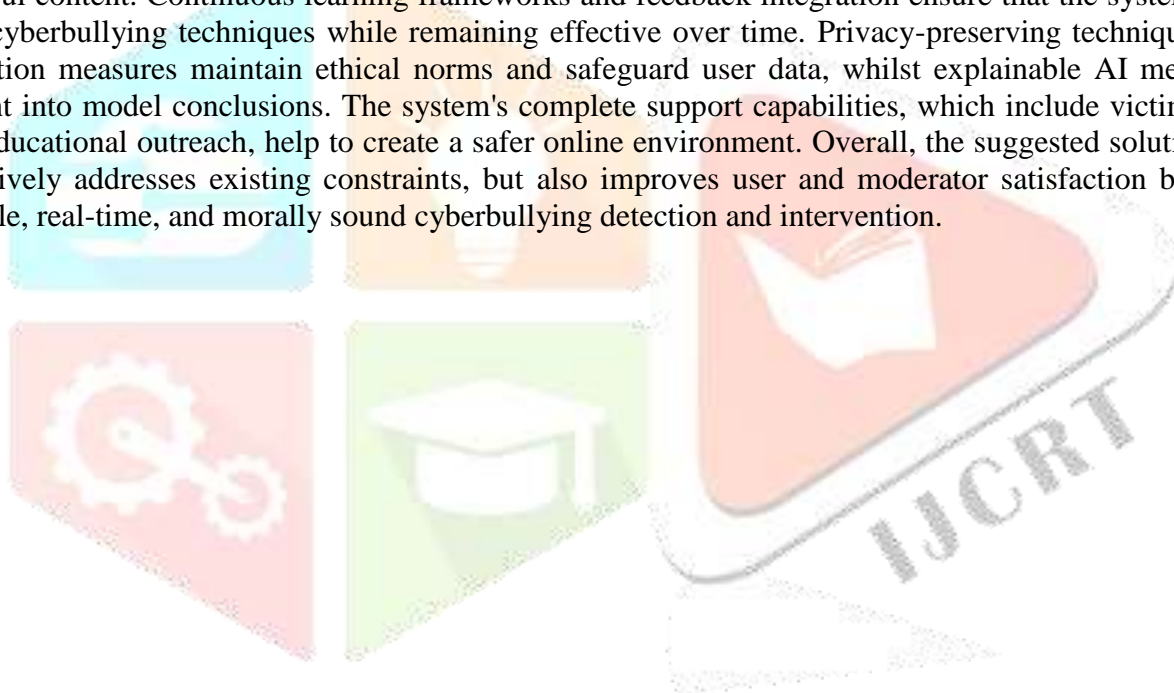 ul content. Continuous learning frameworks and feedback integration ensure that the system
cyberbullying techniques while remaining effective over time. Privacy-preserving techniqu
tion measures maintain ethical norms and safeguard user data, whilst explainable AI me
t into model conclusions. The system's complete support capabilities, which include victim
ducational outreach, help to create a safer online environment. Overall, the suggested soluti
ively addresses existing constraints, but also improves user and moderator satisfaction b
le, real-time, and morally sound cyberbullying detection and intervention.
IJCRT